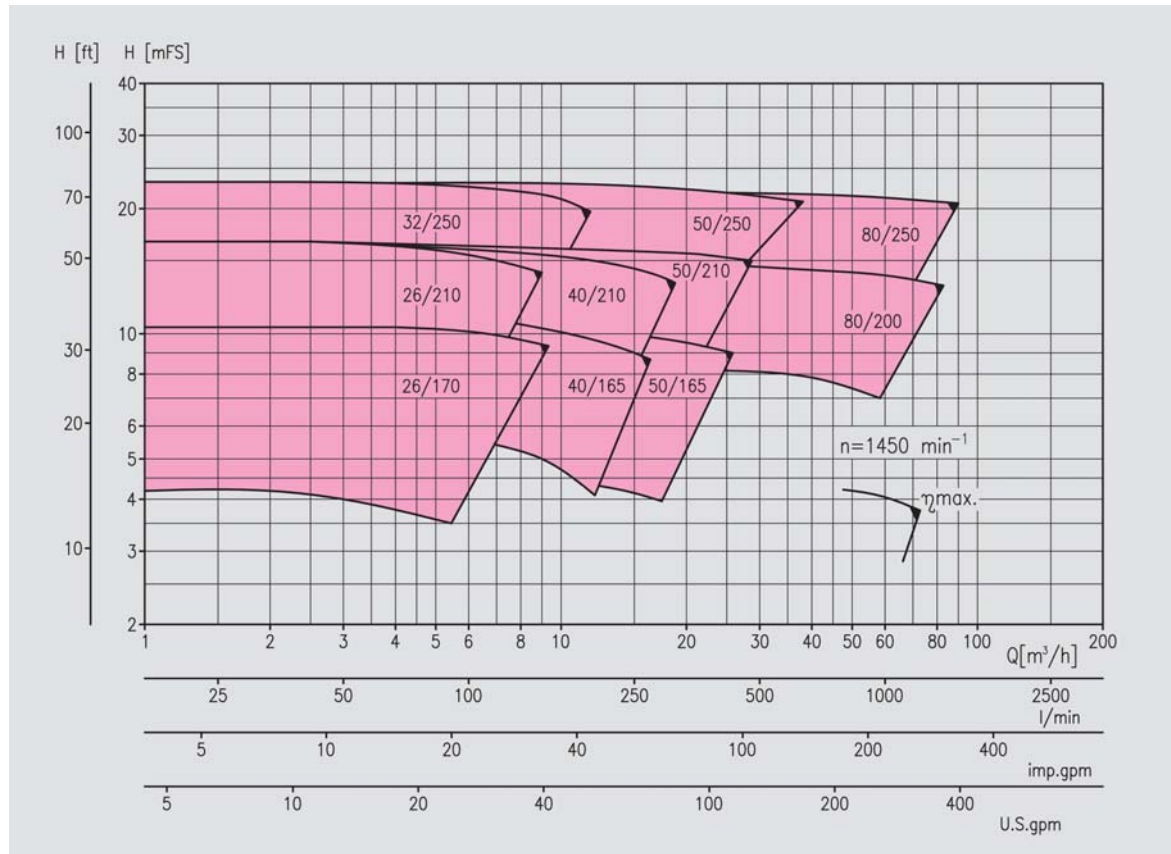 H [ft] H [mFS]
40
100
30
70
20
32/250 50/250 80/250
50
50/210
26/210 40/210
80/200
10
30
8
26/170 40/165 50/165
20
6
n=1450 min⁻¹
5
4
ηmax.
10
3
2
1 2 3 4 5 6 8 10 20 30 40 50 60 80 100 200
Q[m³/h]
25 50 100 250 500 1000 2500
l/min
5 10 20 40 100 200 400
imp.gpm
5 10 20 40 100 200 400
U.S.gpm